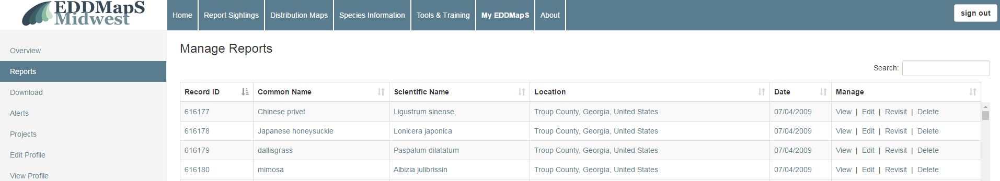 EDDMapS
Midwest
Home Report Sightings Distribution Maps Species Information Tools & Training My EDDMapS About sign out
Overview
Reports
Download
Alerts
Projects
Edit Profile
View Profile
Manage Reports
Search:
Record ID Common Name Scientific Name Location Date Manage
616177 Chinese privet Ligustrum sinense Troup County, Georgia, United States 07/04/2009 View | Edit | Revisit | Delete
616178 Japanese honeysuckle Lonicera japonica Troup County, Georgia, United States 07/04/2009 View | Edit | Revisit | Delete
616179 dallisgrass Paspalum dilatatum Troup County, Georgia, United States 07/04/2009 View | Edit | Revisit | Delete
616180 mimosa Albizia julibrissin Troup County, Georgia, United States 07/04/2009 View | Edit | Revisit | Delete